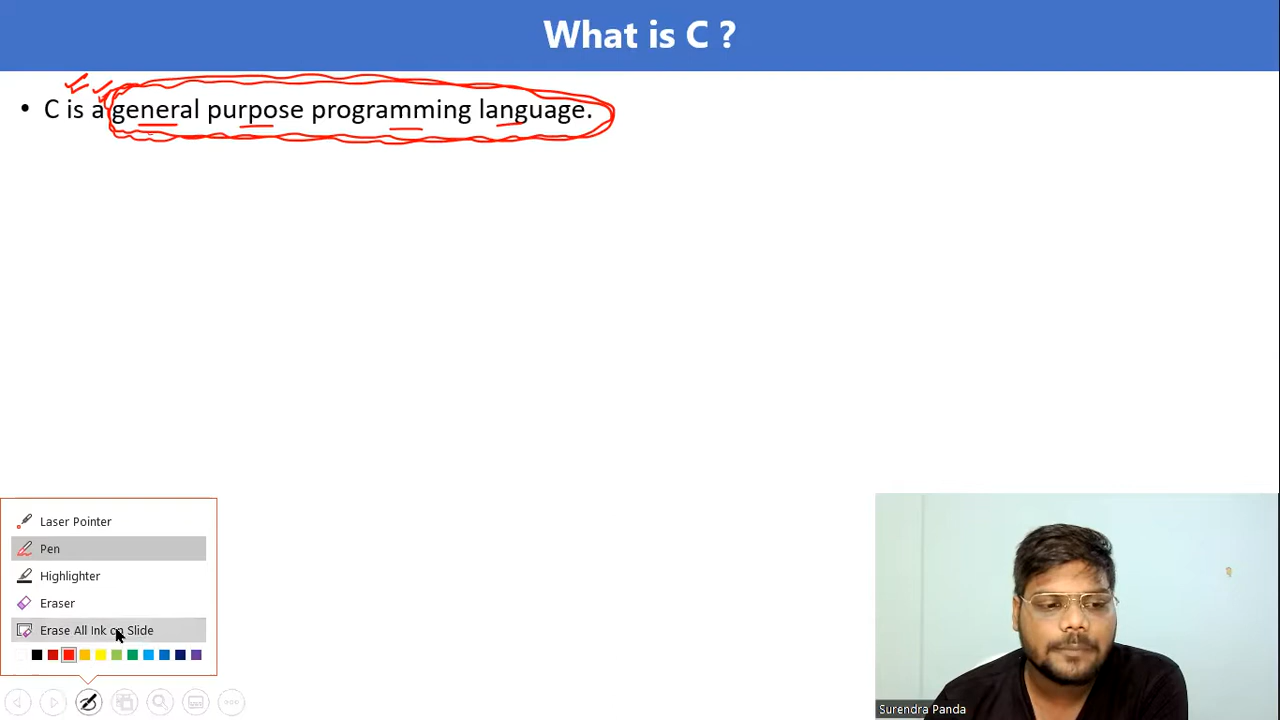 What is C ?
• C is a general purpose programming language.
Laser Pointer
Pen
Highlighter
Eraser
Erase All Ink on Slide
Surendra Panda